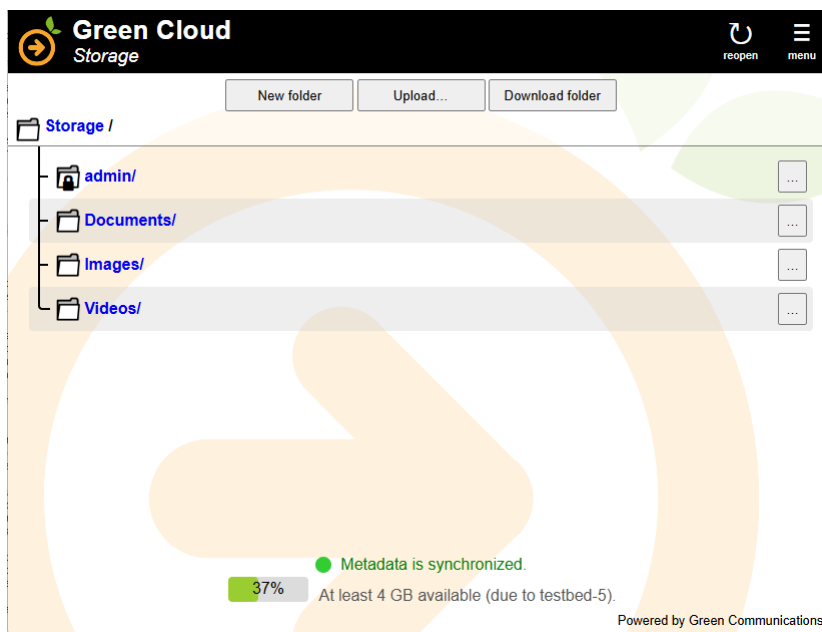 Green Cloud
Storage
reopen
menu
New folder
Upload...
Download folder
Storage /
admin/
...
Documents/
...
Images/
...
Videos/
...
Metadata is synchronized.
37%
At least 4 GB available (due to testbed-5).
Powered by Green Communications